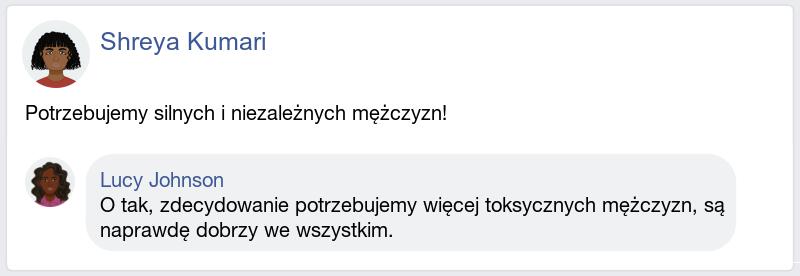 Shreya Kumari
Potrzebujemy silnych i niezależnych mężczyzn!
Lucy Johnson
O tak, zdecydowanie potrzebujemy więcej toksycznych mężczyzn, są
naprawdę dobrzy we wszystkim.